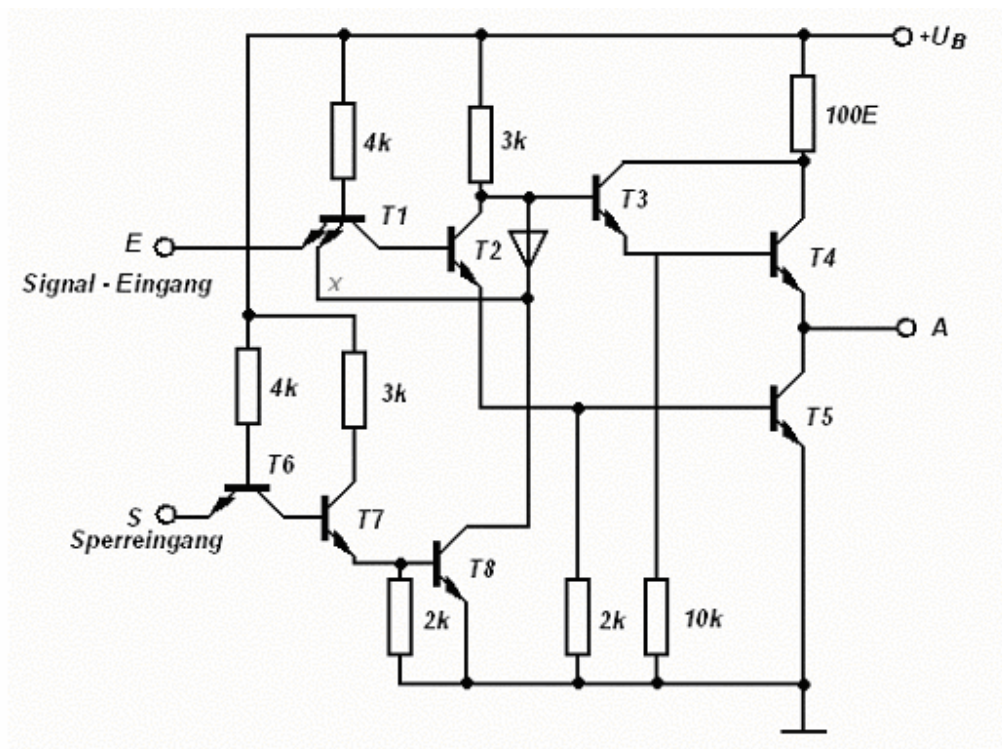 +UB
100E
4k
3k
T1
T3
E
T2
T4
Signal - Eingang
x
A
4k
3k
T5
T6
S
T7
Sperreingang
T8
2k
2k
10k